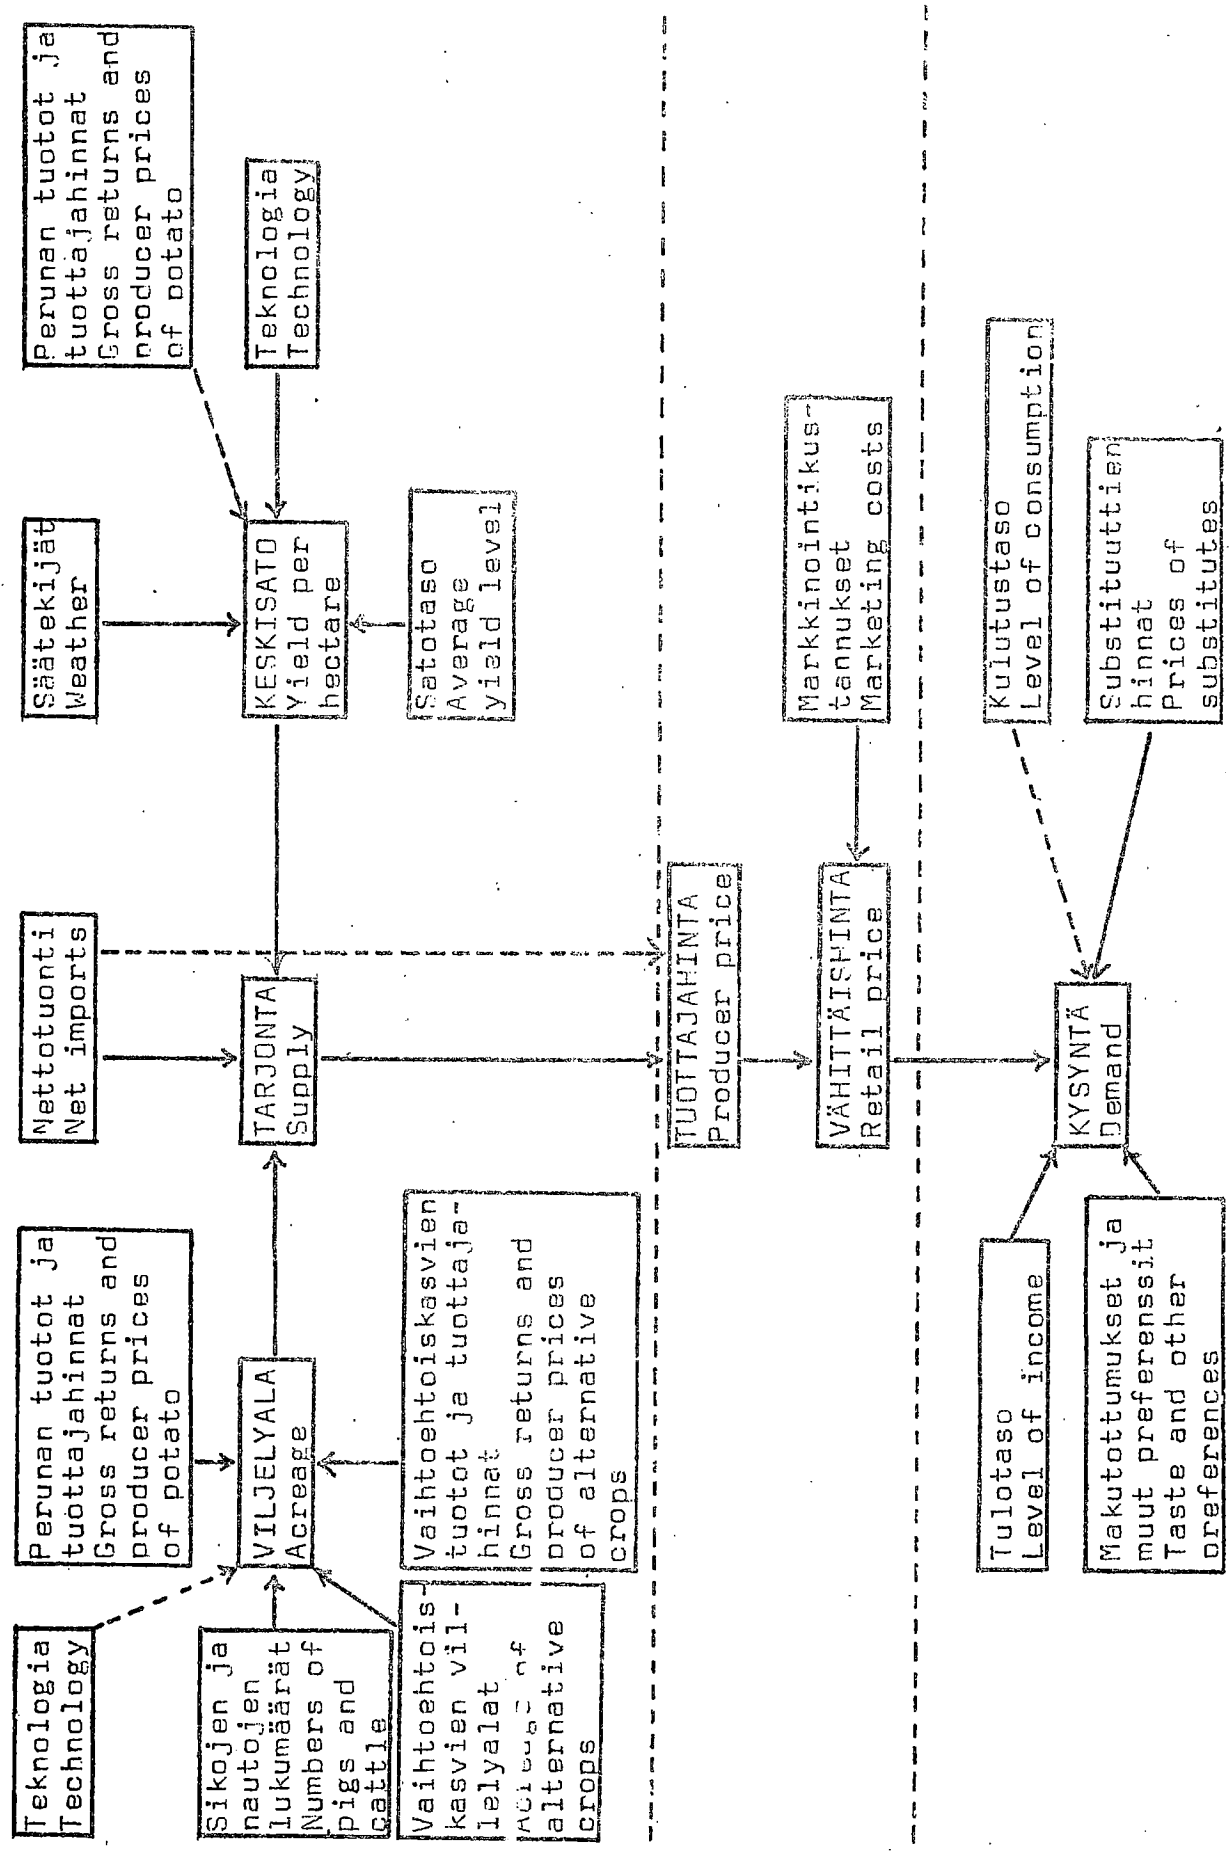 Teknologia
Technology
Perunan tuotot ja
tuottajahinnat
Gross returns and
producer prices
of potato
Nettotuonti
Net imports
Säätekijät
Weather
Perunan tuotot ja
tuottajahinnat
Gross returns and
producer prices
of potato
Sikojen ja
nautojen
lukumäärät
Numbers of
pigs and
cattle
VILJELYALA
Acreage
TARJONTA
Supply
KESKISATO
Yield per
hectare
Teknologia
Technology
Vaihtoehtois-
kasvien vil-
jelyalat
of
alternative
crops
Vaihtoehtoiskasvien
tuotot ja tuottaja-
hinnat
Gross returns and
producer prices
of alternative
crops
Satotaso
Average
yield level
TUOTTAJAHINTA
Producer price
VÄHITTÄISHINTA
Retail price
Markkinointikus-
tannukset
Marketing costs
Tulotaso
Level of income
Makutottumukset ja
muut preferenssit
Taste and other
preferences
KYSYNTÄ
Demand
Kulutustaso
Level of consumption
Substituuttien
hinnat
Prices of
substitutes